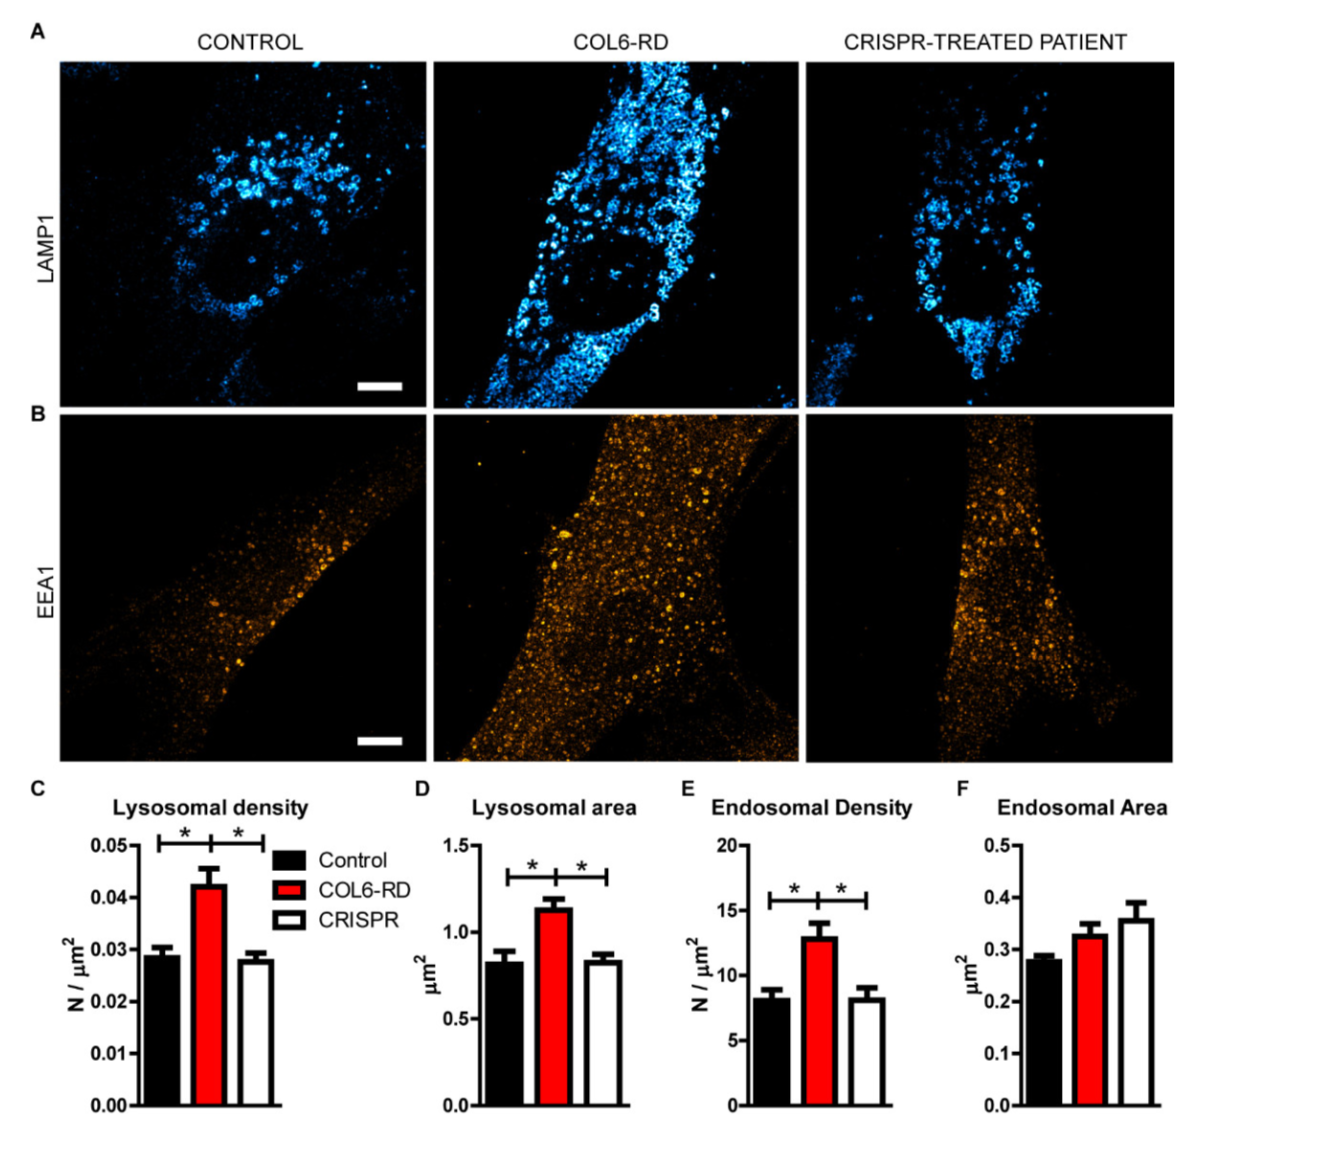 A
CONTROL
COL6-RD
CRISPR-TREATED PATIENT
LAMP1
B
EEA1
C
Lysosomal density
N / µm²
0.05
0.04
0.03
0.02
0.01
0.00
* *
Control
COL6-RD
CRISPR
D
Lysosomal area
µm²
1.5
1.0
0.5
0.0
* *
E
Endosomal Density
N / µm²
20
15
10
5
0
* *
F
Endosomal Area
µm²
0.5
0.4
0.3
0.2
0.1
0.0